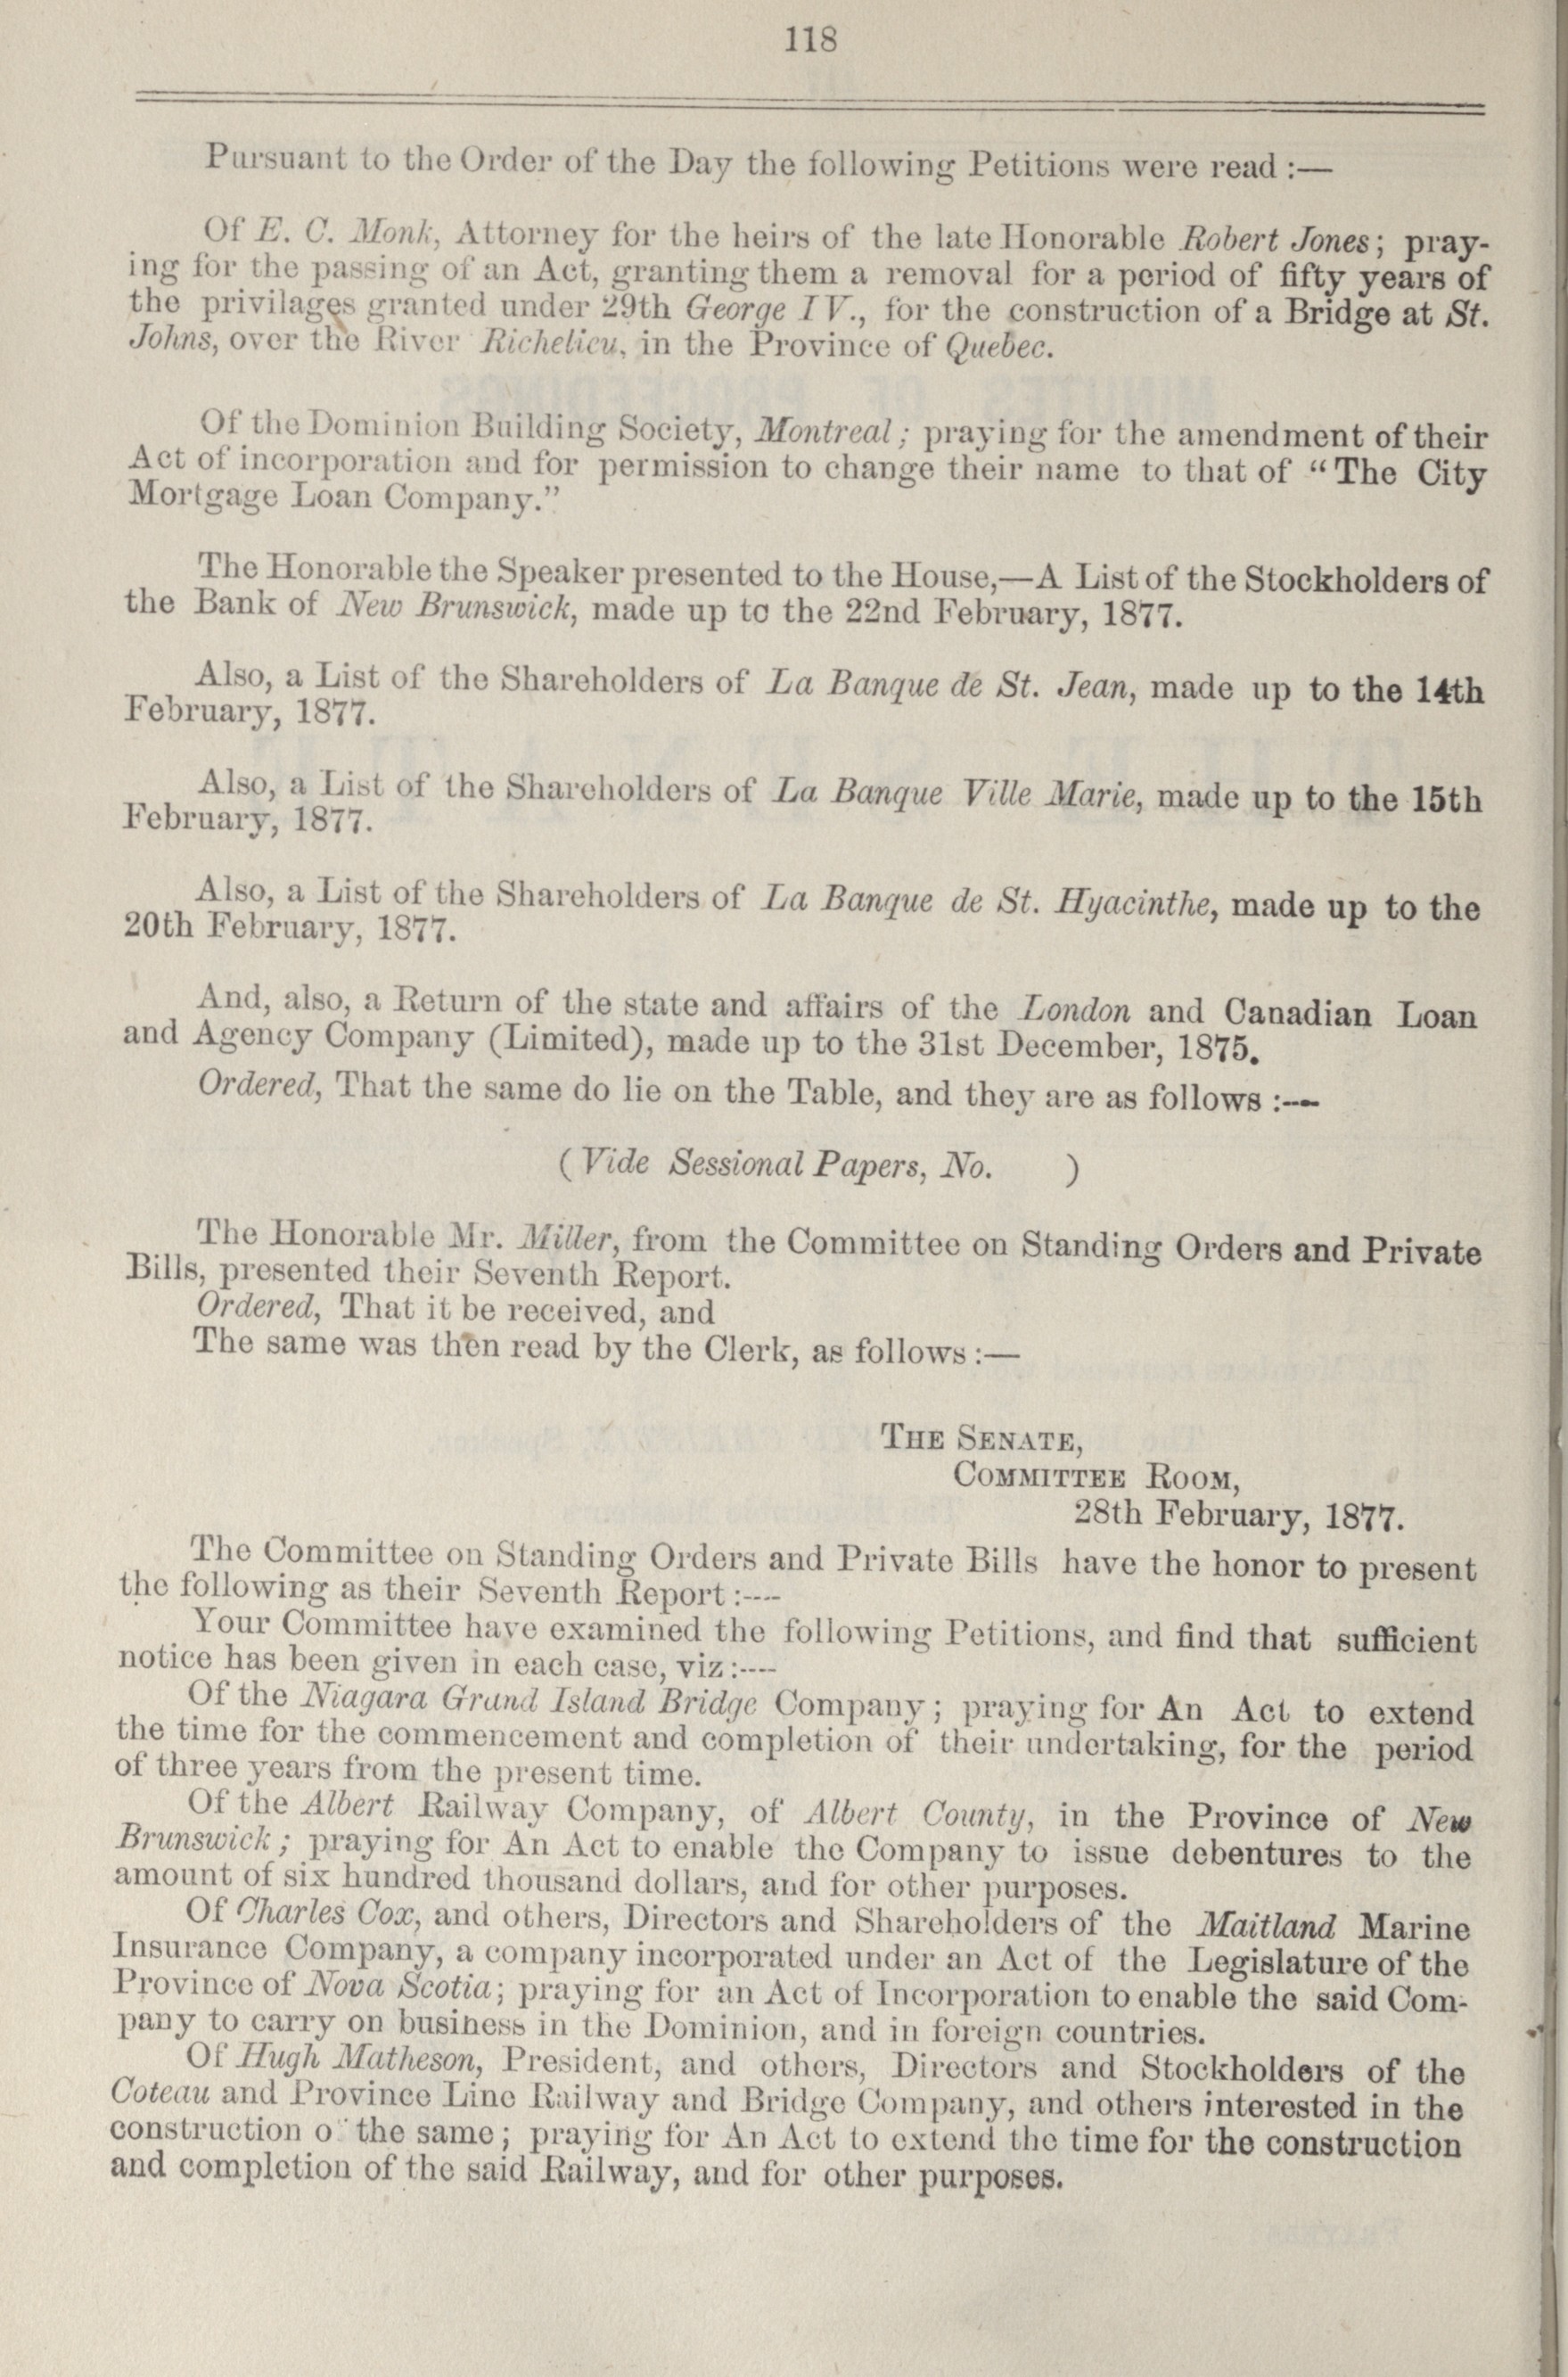 118
Pursuant to the Order of the Day the following Petitions were read :—
Of E. C. Monk, Attorney for the heirs of the late Honorable Robert Jones; pray-
ing for the passing of an Act, granting them a removal for a period of fifty years of
the privilages granted under 29th George IV., for the construction of a Bridge at St.
Johns, over the River Richelieu, in the Province of Quebec.
Of the Dominion Building Society, Montreal; praying for the amendment of their
Act of incorporation and for permission to change their name to that of "The City
Mortgage Loan Company."
The Honorable the Speaker presented to the House,—A List of the Stockholders of
the Bank of New Brunswick, made up to the 22nd February, 1877.
Also, a List of the Shareholders of La Banque de St. Jean, made up to the 14th
February, 1877.
Also, a List of the Shareholders of La Banque Ville Marie, made up to the 15th
February, 1877.
Also, a List of the Shareholders of La Banque de St. Hyacinthe, made up to the
20th February, 1877.
And, also, a Return of the state and affairs of the London and Canadian Loan
and Agency Company (Limited), made up to the 31st December, 1875.
Ordered, That the same do lie on the Table, and they are as follows :—
(Vide Sessional Papers, No. )
The Honorable Mr. Miller, from the Committee on Standing Orders and Private
Bills, presented their Seventh Report.
Ordered, That it be received, and
The same was then read by the Clerk, as follows :—
THE SENATE,
COMMITTEE ROOM,
28th February, 1877.
The Committee on Standing Orders and Private Bills have the honor to present
the following as their Seventh Report :----
Your Committee have examined the following Petitions, and find that sufficient
notice has been given in each case, viz :----
Of the Niagara Grand Island Bridge Company; praying for An Act to extend
the time for the commencement and completion of their undertaking, for the period
of three years from the present time.
Of the Albert Railway Company, of Albert County, in the Province of New
Brunswick; praying for An Act to enable the Company to issue debentures to the
amount of six hundred thousand dollars, and for other purposes.
Of Charles Cox, and others, Directors and Shareholders of the Maitland Marine
Insurance Company, a company incorporated under an Act of the Legislature of the
Province of Nova Scotia; praying for an Act of Incorporation to enable the said Com-
pany to carry on business in the Dominion, and in foreign countries.
Of Hugh Matheson, President, and others, Directors and Stockholders of the
Coteau and Province Line Railway and Bridge Company, and others interested in the
construction o the same; praying for An Act to extend the time for the construction
and completion of the said Railway, and for other purposes.